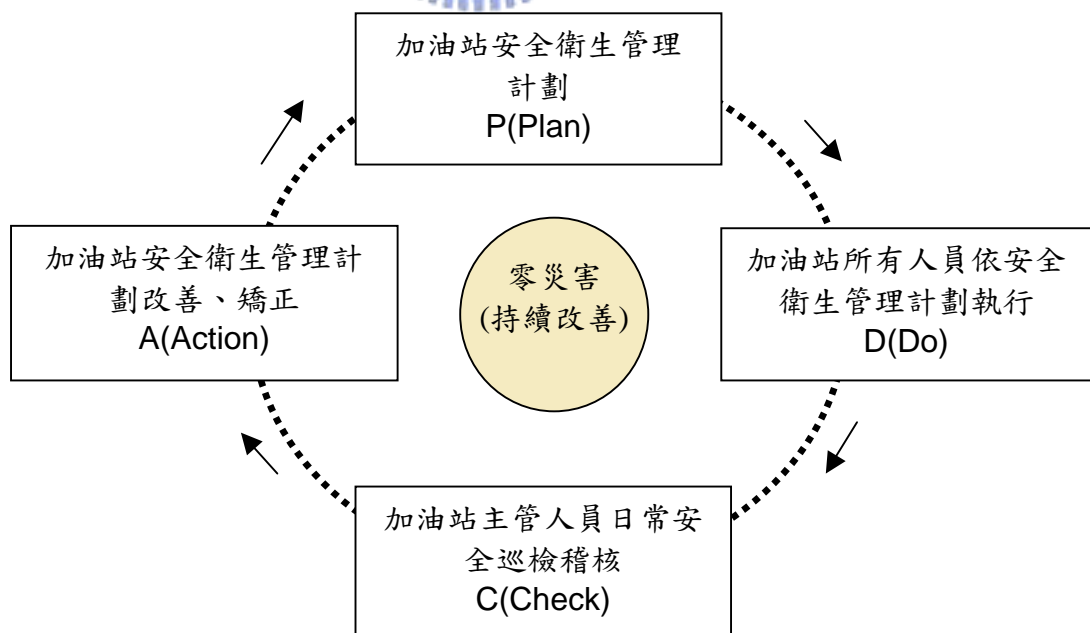 加油站安全衛生管理
計劃
P(Plan)
加油站安全衛生管理計
劃改善、矯正
A(Action)
零災害
(持續改善)
加油站所有人員依安全
衛生管理計劃執行
D(Do)
加油站主管人員日常安
全巡檢稽核
C(Check)